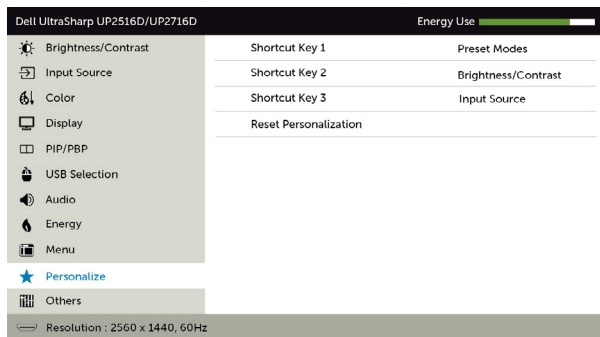 Dell UltraSharp UP2516D/UP2716D Energy Use
Brightness/Contrast Shortcut Key 1 Preset Modes
Input Source Shortcut Key 2 Brightness/Contrast
Color Shortcut Key 3 Input Source
Display Reset Personalization
PIP/PBP
USB Selection
Audio
Energy
Menu
Personalize
Others
Resolution : 2560 x 1440, 60Hz